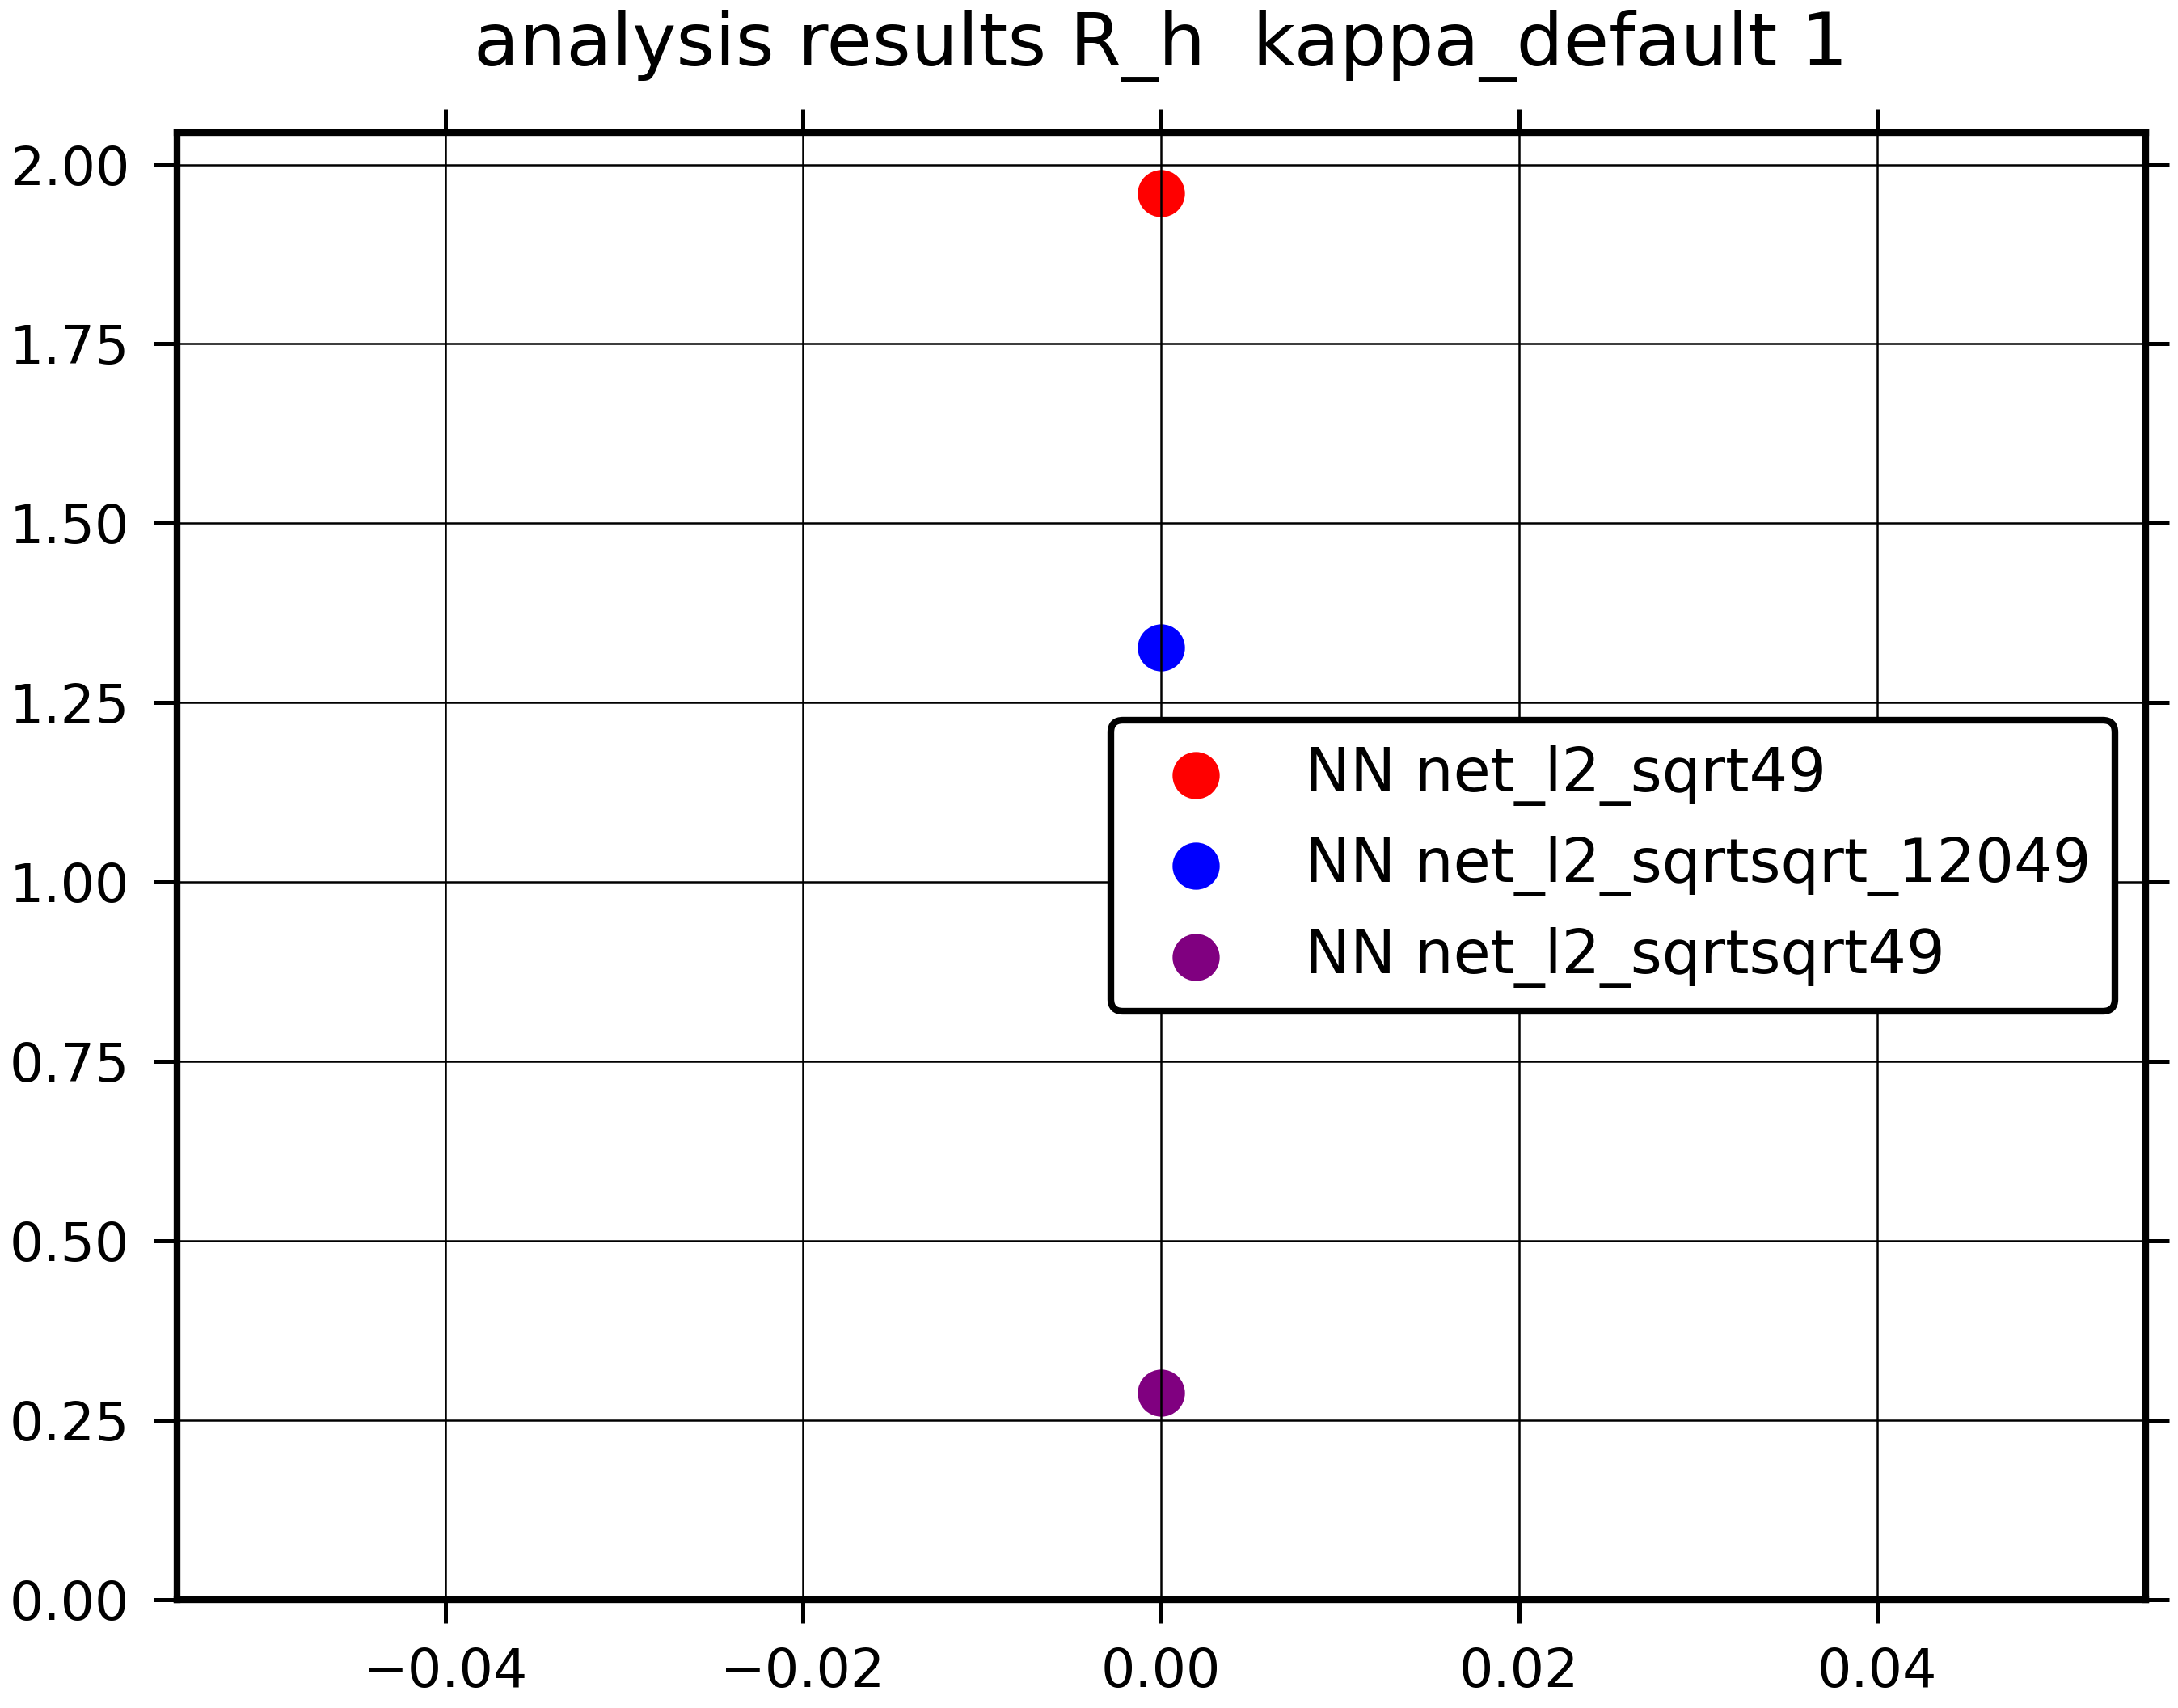 analysis results R_h  kappa_default 1
2.00
1.75
1.50
1.25
1.00
0.75
0.50
0.25
0.00
NN net_l2_sqrt49
NN net_l2_sqrtsqrt_12049
NN net_l2_sqrtsqrt49
−0.04 −0.02 0.00 0.02 0.04